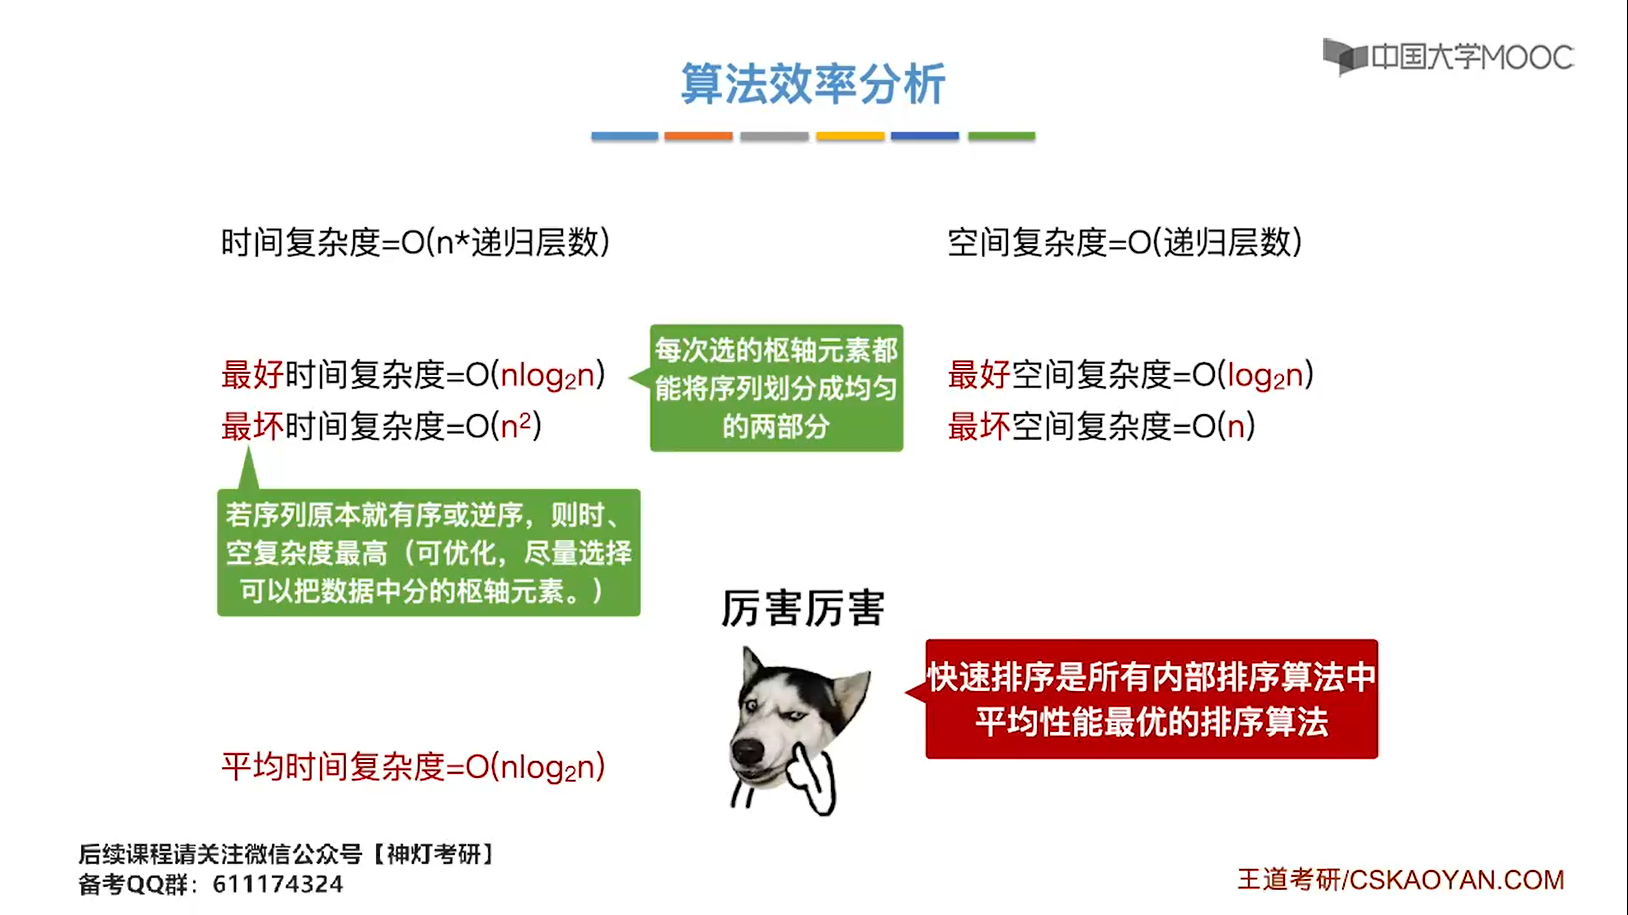 中国大学MOOC
算法效率分析
时间复杂度=O(n*递归层数)
空间复杂度=O(递归层数)
最好时间复杂度=O(nlog₂n)
最坏时间复杂度=O(n²)
每次选的枢轴元素都
能将序列划分成均匀
的两部分
最好空间复杂度=O(log₂n)
最坏空间复杂度=O(n)
若序列原本就有序或逆序，则时、
空复杂度最高（可优化，尽量选择
可以把数据中分的枢轴元素。）
厉害厉害
快速排序是所有内部排序算法中
平均性能最优的排序算法
平均时间复杂度=O(nlog₂n)
后续课程请关注微信公众号【神灯考研】
备考QQ群：611174324
王道考研/CSKAOYAN.COM